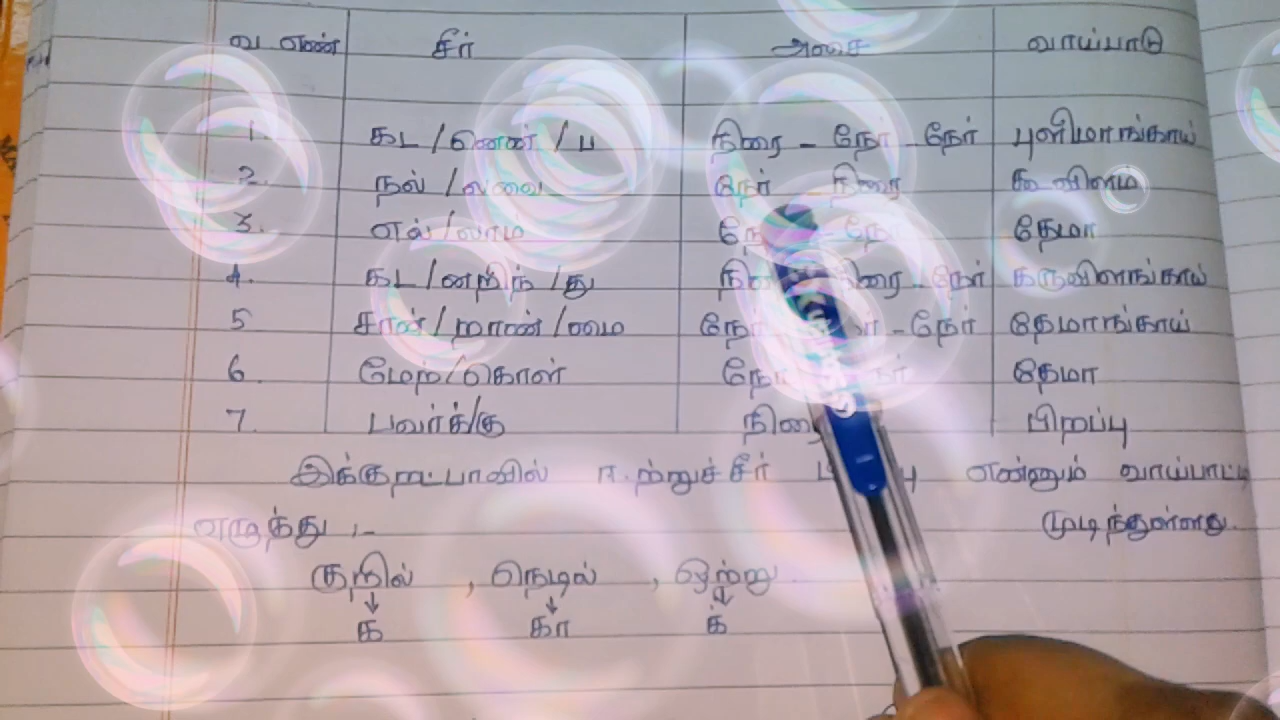 வ எண் சீர் அசை வாய்பாடு
1. கட / னென் / ப நிரை - நேர் நேர் புளிமாங்காய்
2. நல் / லவை நேர் நிரை கூவிளம்
3. எல் / லாம் தேமா
4. கட / னறிந் / து நிரை நேர் கருவிளங்காய்
5 சான் / றாண் / மை நேர் - நேர் தேமாங்காய்
6. மேற் / கொள் தேமா
7. பவர்க் / கு பிறப்பு
இக்குறட்பாவில் ஈற்றுச் சீர் என்னும் வாய்பாட்டி
முடிந்துள்ளது.
எழுத்து :-
குறில் , நெடில் , ஒற்று
க கா க்